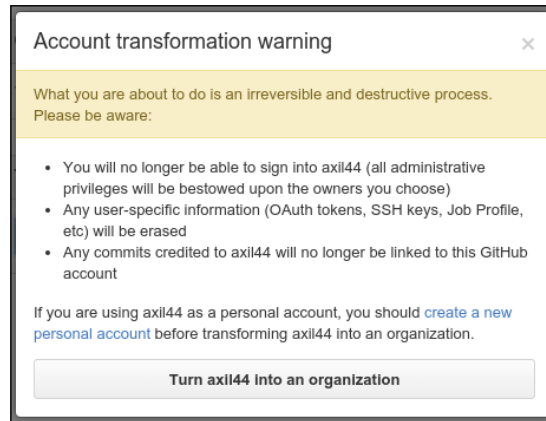 Account transformation warning
×
What you are about to do is an irreversible and destructive process.
Please be aware:
• You will no longer be able to sign into axil44 (all administrative
privileges will be bestowed upon the owners you choose)
• Any user-specific information (OAuth tokens, SSH keys, Job Profile,
etc) will be erased
• Any commits credited to axil44 will no longer be linked to this GitHub
account
If you are using axil44 as a personal account, you should create a new
personal account before transforming axil44 into an organization.
Turn axil44 into an organization